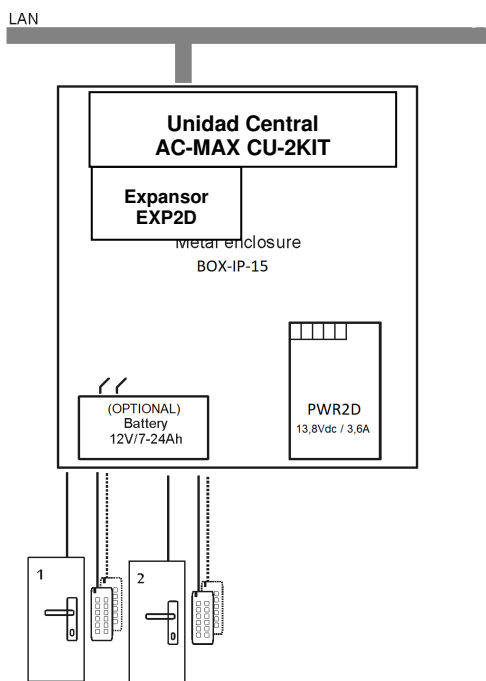 LAN
Unidad Central
AC-MAX CU-2KIT
Expansor
EXP2D
Metal enclosure
BOX-IP-15
(OPTIONAL)
Battery
12V/7-24Ah
PWR2D
13,8Vdc / 3,6A
1
2